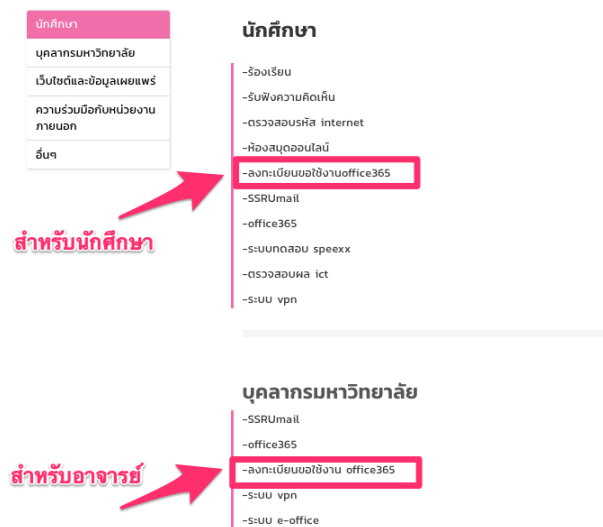 นักศึกษา
บุคลากรมหาวิทยาลัย
เว็บไซต์และข้อมูลเผยแพร่
ความร่วมมือกับหน่วยงาน
ภายนอก
อื่นๆ
นักศึกษา
-ร้องเรียน
-รับฟังความคิดเห็น
-ตรวจสอบรหัส internet
-ห้องสมุดออนไลน์
-ลงทะเบียนขอใช้งานoffice365
-SSRUmail
-office365
-ระบบทดสอบ speexx
-ตรวจสอบผล ict
-ระบบ vpn
สำหรับนักศึกษา
บุคลากรมหาวิทยาลัย
-SSRUmail
-office365
-ลงทะเบียนขอใช้งาน office365
-ระบบ vpn
-ระบบ e-office
สำหรับอาจารย์